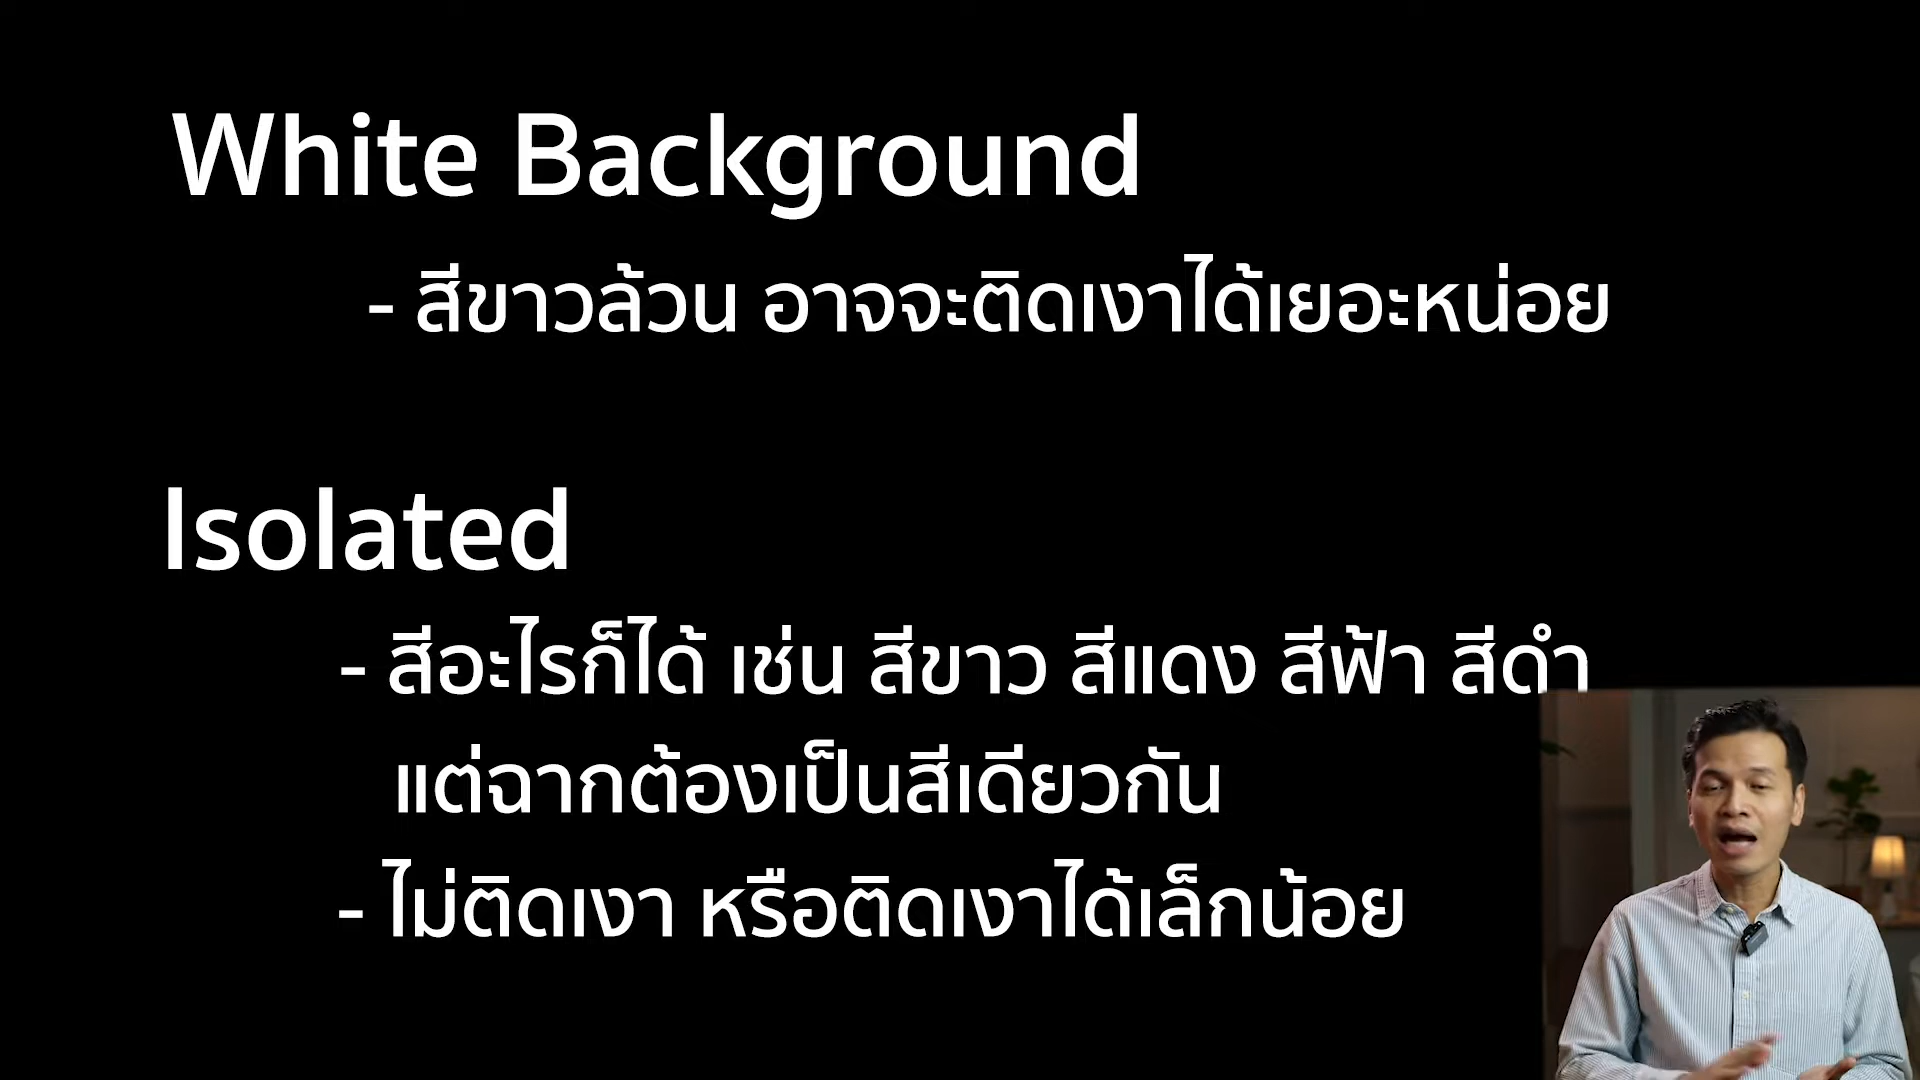 White Background
- สีขาวล้วน อาจจะติดเงาได้เยอะหน่อย
Isolated
- สีอะไรก็ได้ เช่น สีขาว สีแดง สีฟ้า สีดำ
แต่ฉากต้องเป็นสีเดียวกัน
- ไม่ติดเงา หรือติดเงาได้เล็กน้อย